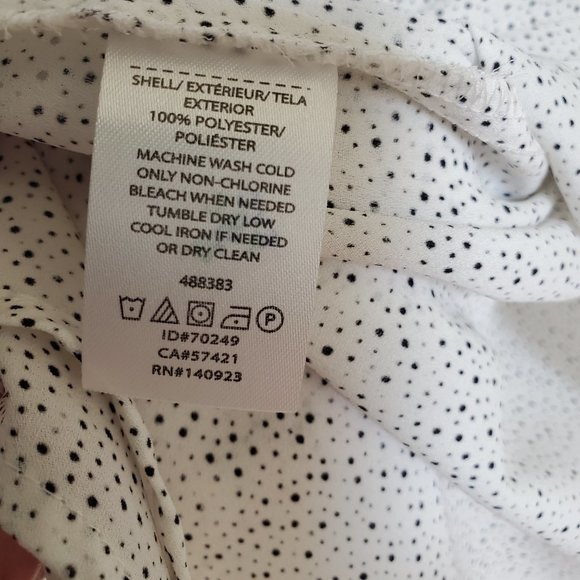 SHELL/ EXTÉRIEUR/ TELA
EXTERIOR
100% POLYESTER/
POLIÉSTER
MACHINE WASH COLD
ONLY NON-CHLORINE
BLEACH WHEN NEEDED
TUMBLE DRY LOW
COOL IRON IF NEEDED
OR DRY CLEAN
488383
P
ID#70249
CA#57421
RN#140923